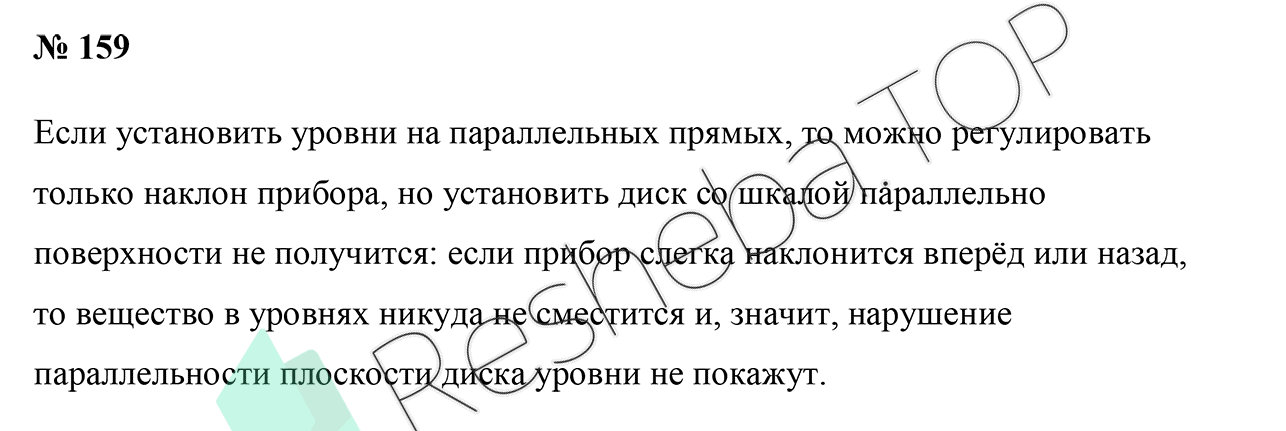 № 159
Если установить уровни на параллельных прямых, то можно регулировать
только наклон прибора, но установить диск со шкалой параллельно
поверхности не получится: если прибор слегка наклонится вперёд или назад,
то вещество в уровнях никуда не сместится и, значит, нарушение
параллельности плоскости диска уровни не покажут.
Resheba TOP